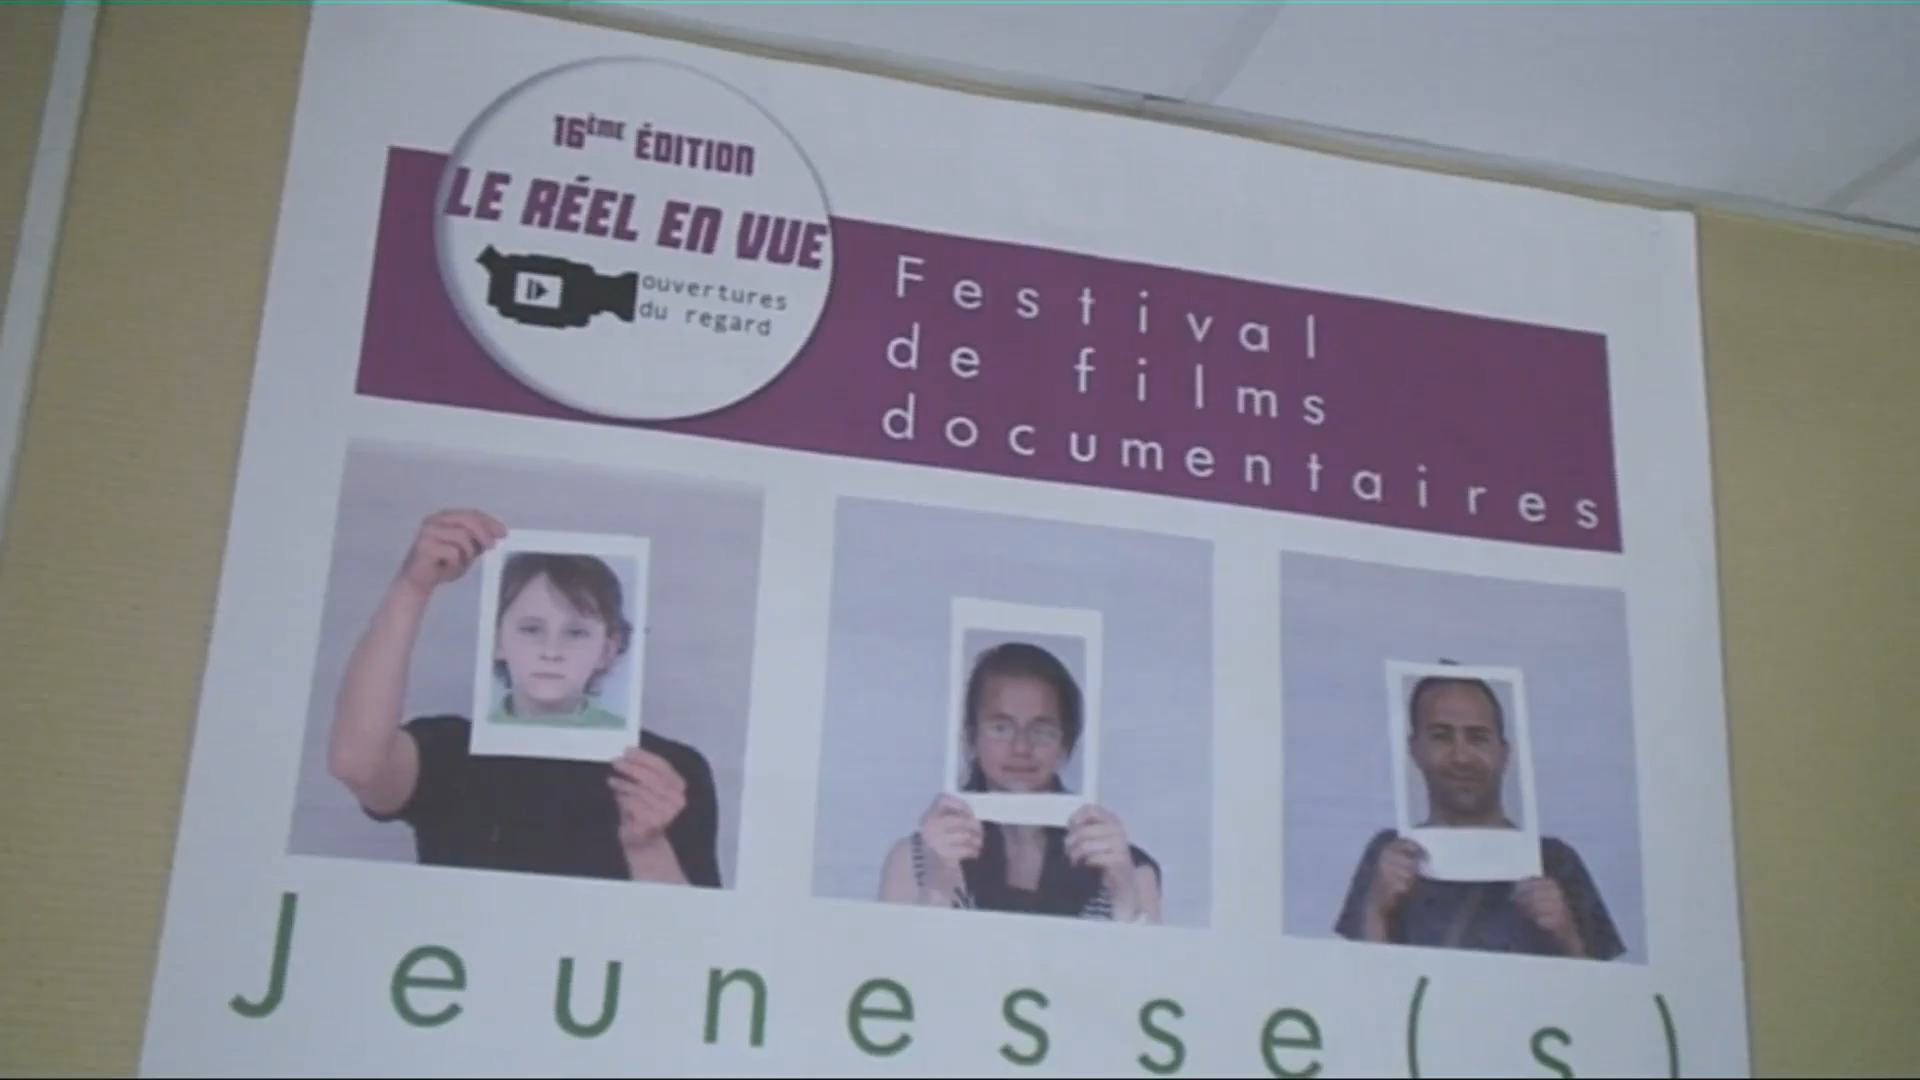 16ÈME ÉDITION
LE RÉEL EN VUE
ouvertures
du regard
Festival
de films
documentaires
Jeunesse(s)